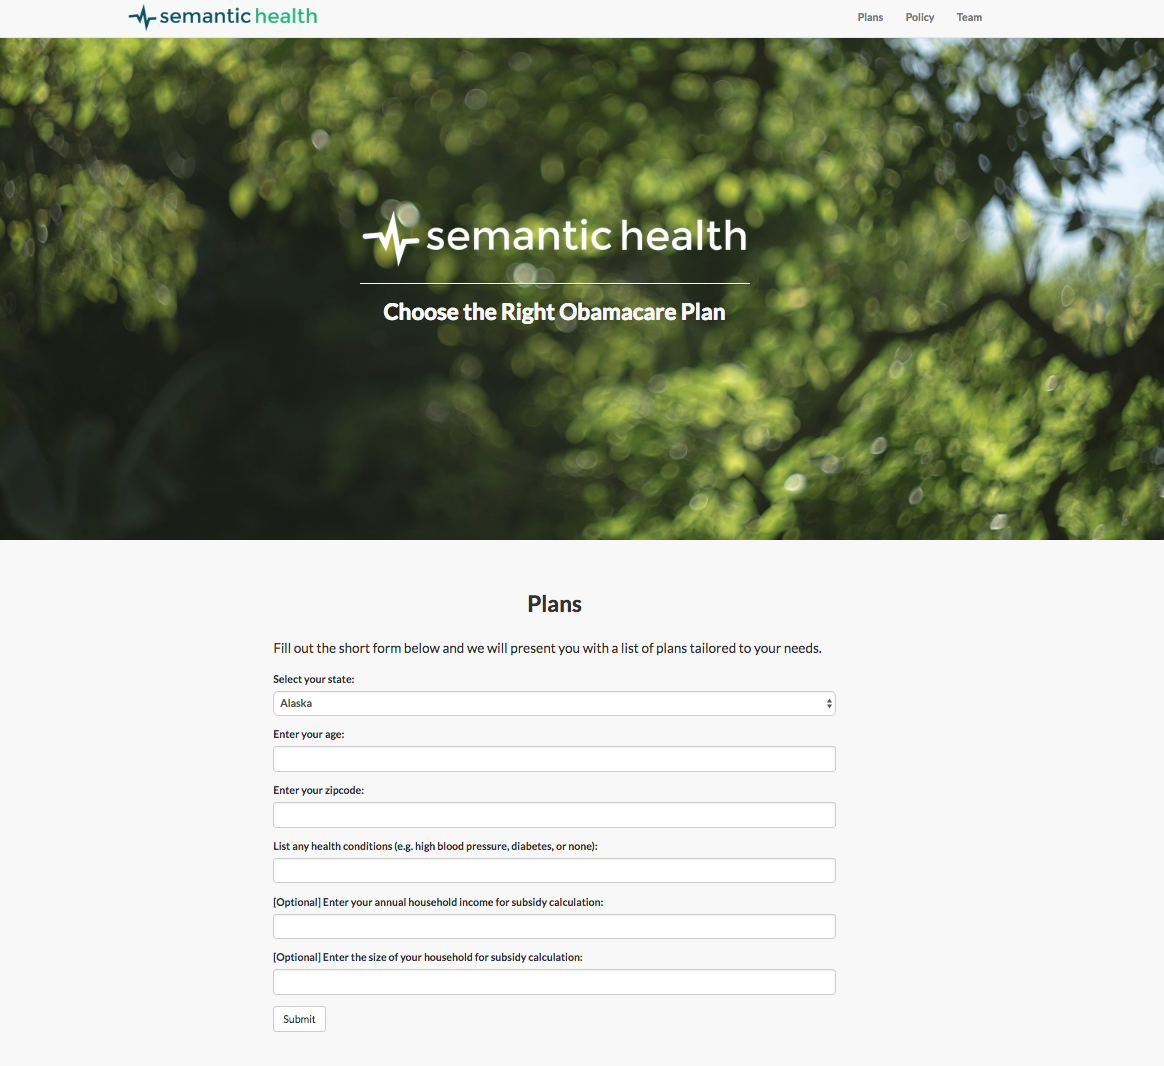 semantic health
Plans Policy Team
semantic health
Choose the Right Obamacare Plan
Plans
Fill out the short form below and we will present you with a list of plans tailored to your needs.
Select your state:
Alaska
Enter your age:
Enter your zipcode:
List any health conditions (e.g. high blood pressure, diabetes, or none):
[Optional] Enter your annual household income for subsidy calculation:
[Optional] Enter the size of your household for subsidy calculation:
Submit